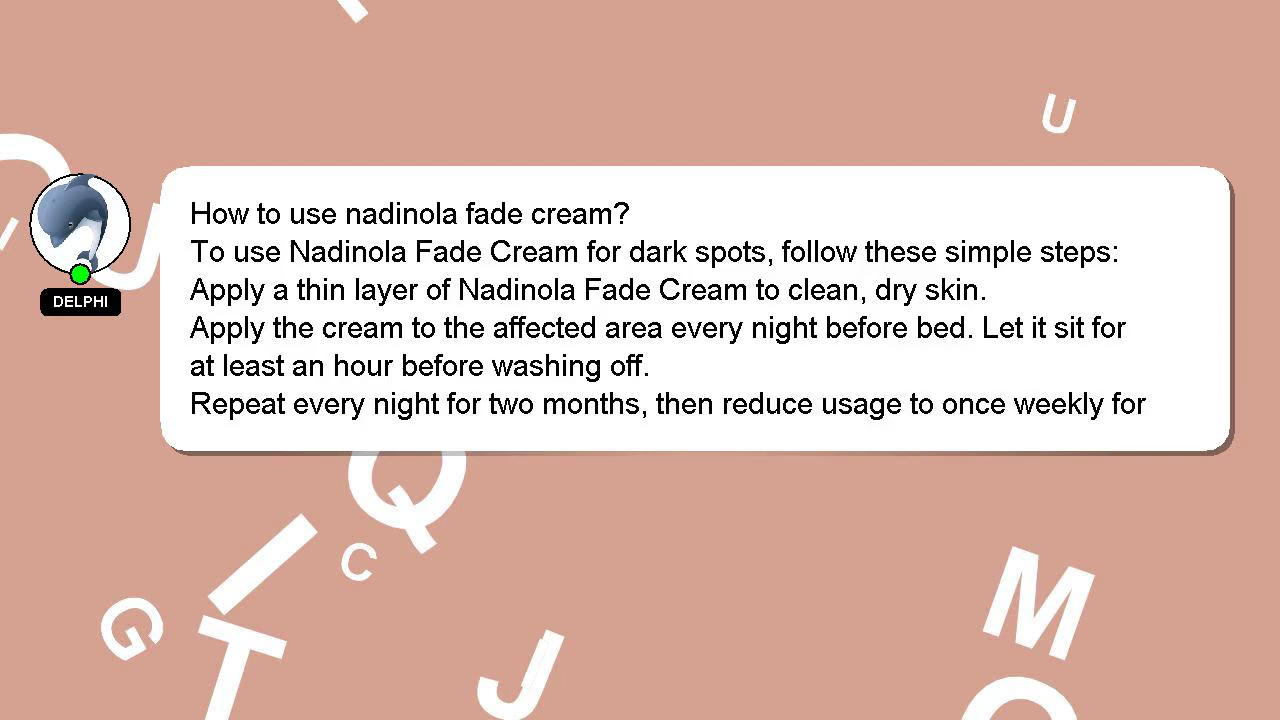 U
DELPHI
How to use nadinola fade cream?
To use Nadinola Fade Cream for dark spots, follow these simple steps:
Apply a thin layer of Nadinola Fade Cream to clean, dry skin.
Apply the cream to the affected area every night before bed. Let it sit for
at least an hour before washing off.
Repeat every night for two months, then reduce usage to once weekly for
Q
I
C
G
T
J
M